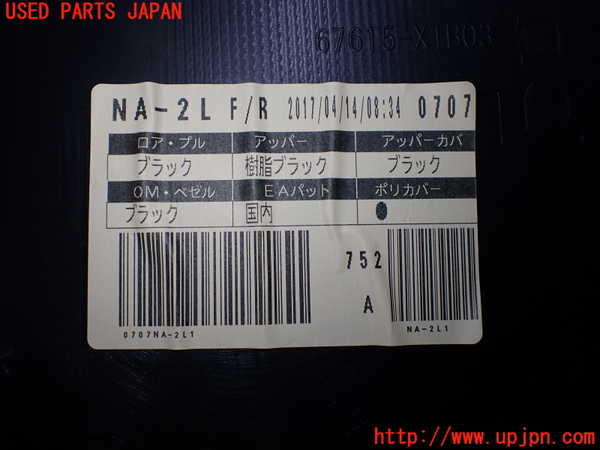 USED PARTS JAPAN
67615-X1B03
NA-2L F/R 2017/04/14/08:34 0707
ロア・プル アッパー アッパーカバ
ブラック 樹脂ブラック ブラック
OM・ベゼル EAパット ポリカバー
ブラック 国内 ●
752
A
0707NA-2L1
NA-2L1
http://www.upjpn.com/